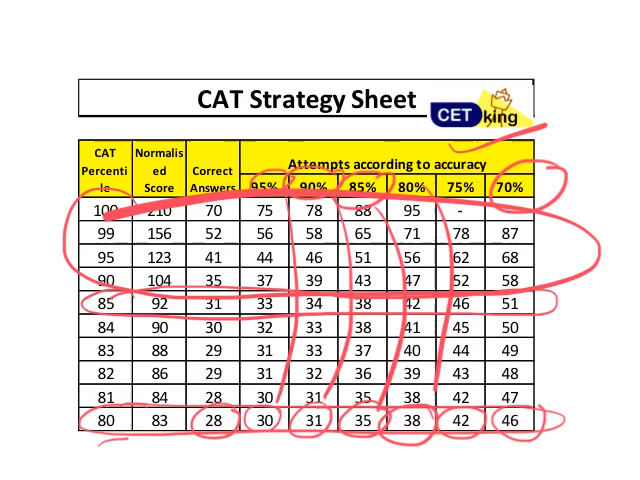 CAT Strategy Sheet
CET king
CAT Percenti le Normalis ed Score Correct Answers Attempts according to accuracy
95% 90% 85% 80% 75% 70%
100 210 70 75 78 88 95 -
99 156 52 56 58 65 71 78 87
95 123 41 44 46 51 56 62 68
90 104 35 37 39 43 47 52 58
85 92 31 33 34 38 42 46 51
84 90 30 32 33 38 41 45 50
83 88 29 31 33 37 40 44 49
82 86 29 31 32 36 39 43 48
81 84 28 30 31 35 38 42 47
80 83 28 30 31 35 38 42 46